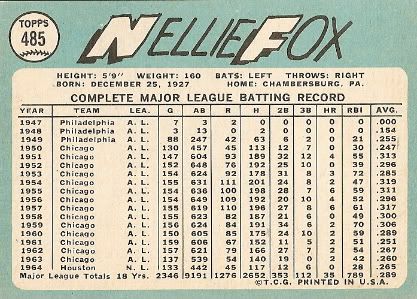 TOPPS
485
NELLIE FOX
HEIGHT: 5'9" WEIGHT: 160 BATS: LEFT THROWS: RIGHT
BORN: DECEMBER 25, 1927 HOME: CHAMBERSBURG, PA.
COMPLETE MAJOR LEAGUE BATTING RECORD
YEAR TEAM LEA. G AB R H 2B 3B HR RBI AVG.
1947 Philadelphia A. L. 7 3 2 0 0 0 0 0 .000
1948 Philadelphia A. L. 3 13 0 2 0 0 0 0 .154
1949 Philadelphia A. L. 88 247 42 63 6 2 0 21 .255
1950 Chicago A. L. 130 457 45 113 12 7 0 30 .247
1951 Chicago A. L. 147 604 93 189 32 12 4 55 .313
1952 Chicago A. L. 152 648 76 192 25 10 0 39 .296
1953 Chicago A. L. 154 624 92 178 31 8 3 72 .285
1954 Chicago A. L. 155 631 111 201 24 8 2 47 .319
1955 Chicago A. L. 154 636 100 198 28 7 6 59 .311
1956 Chicago A. L. 154 649 109 192 20 10 4 52 .296
1957 Chicago A. L. 155 619 110 196 27 8 6 61 .317
1958 Chicago A. L. 155 623 82 187 21 6 0 49 .300
1959 Chicago A. L. 156 624 84 191 34 6 2 70 .306
1960 Chicago A. L. 150 605 85 175 24 10 2 59 .289
1961 Chicago A. L. 159 606 67 152 11 5 2 51 .251
1962 Chicago A. L. 157 621 79 166 27 7 2 54 .267
1963 Chicago A. L. 137 539 54 140 19 0 2 42 .260
1964 Houston N. L. 133 442 45 117 12 6 0 28 .265
Major League Totals 18 Yrs. 2346 9191 1276 2652 353 112 35 789 .289
©T.C.G. PRINTED IN U.S.A.